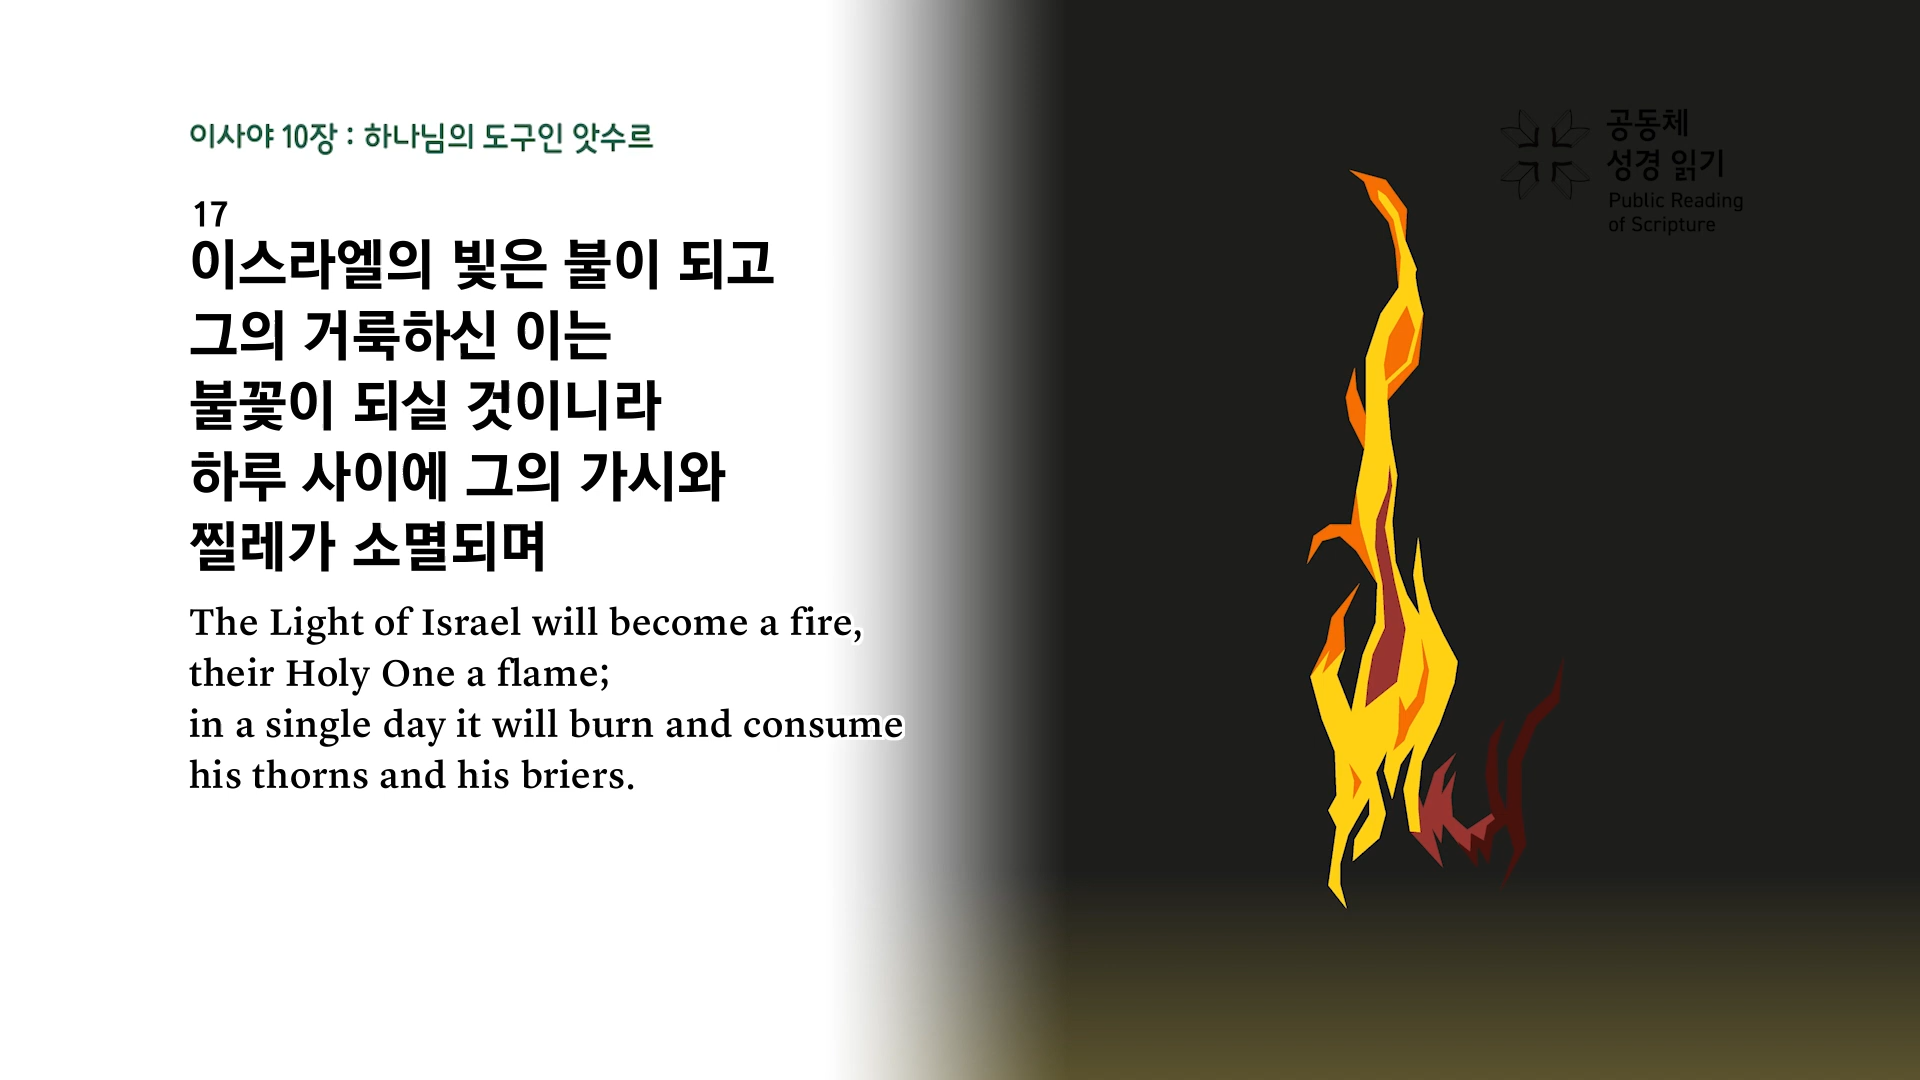 이사야 10장 : 하나님의 도구인 앗수르
17
이스라엘의 빛은 불이 되고
그의 거룩하신 이는
불꽃이 되실 것이니라
하루 사이에 그의 가시와
찔레가 소멸되며
The Light of Israel will become a fire,
their Holy One a flame;
in a single day it will burn and consume
his thorns and his briers.
공동체
성경 읽기
Public Reading
of Scripture